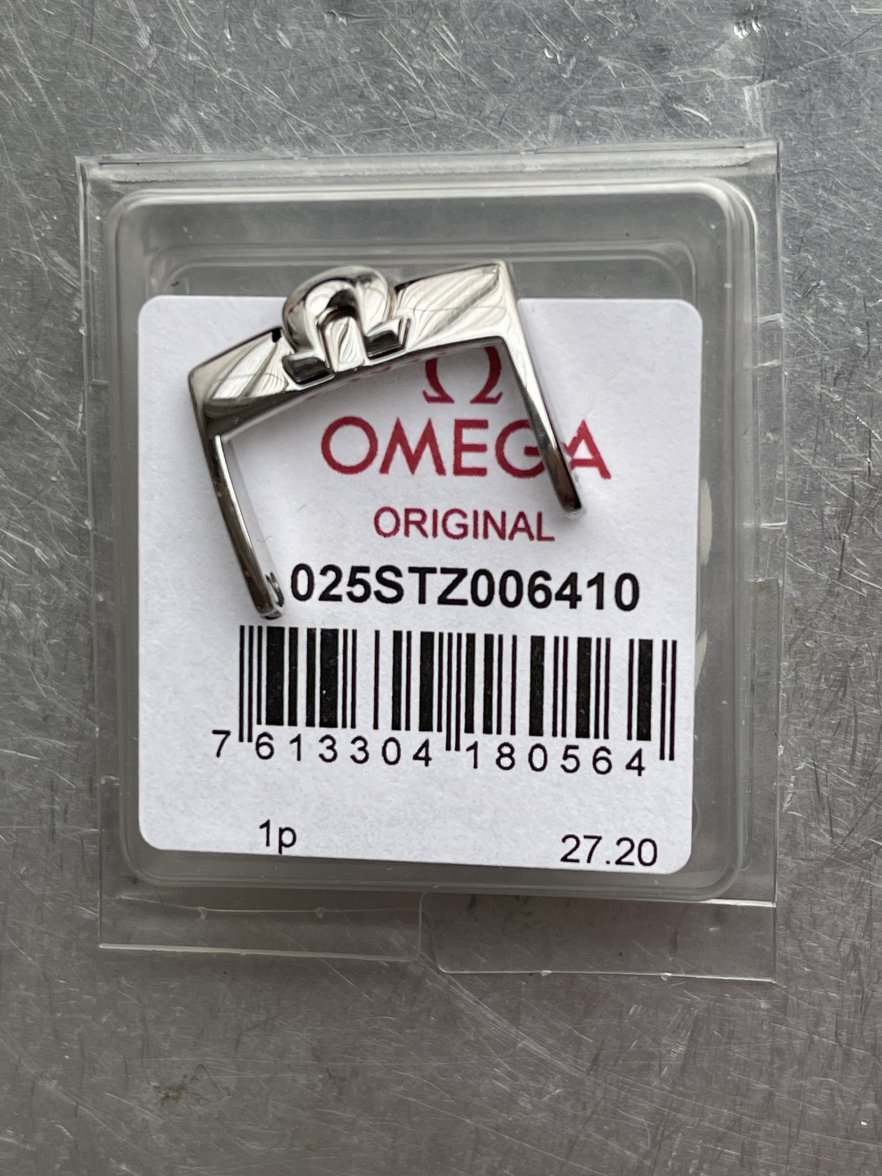 Ω
OMEGA
ORIGINAL
025STZ006410
7 613304 180564
1p 27.20